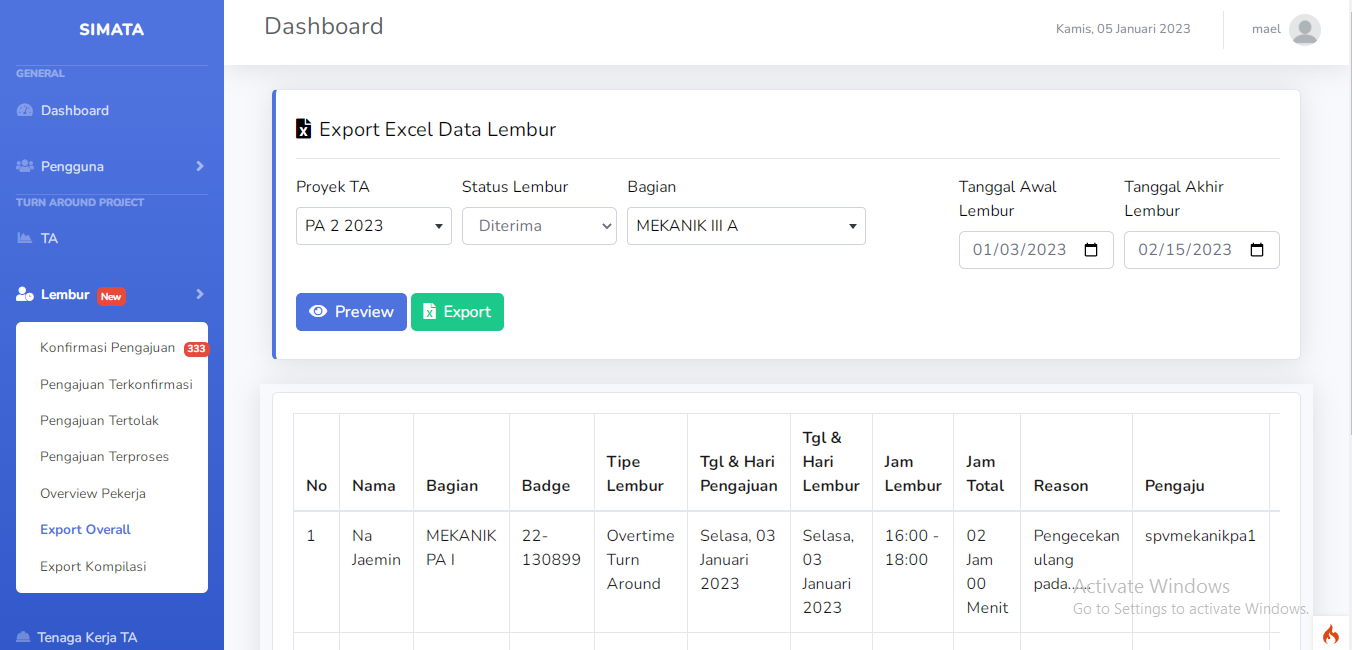 SIMATA
GENERAL
Dashboard
Pengguna
TURN AROUND PROJECT
TA
Lembur New
Konfirmasi Pengajuan 333
Pengajuan Terkonfirmasi
Pengajuan Tertolak
Pengajuan Terproses
Overview Pekerja
Export Overall
Export Kompilasi
Tenaga Kerja TA
Dashboard
Kamis, 05 Januari 2023
mael
Export Excel Data Lembur
Proyek TA
PA 2 2023
Status Lembur
Diterima
Bagian
MEKANIK III A
Tanggal Awal
Lembur
01/03/2023
Tanggal Akhir
Lembur
02/15/2023
Preview
Export
No
Nama
Bagian
Badge
Tipe
Lembur
Tgl & Hari
Pengajuan
Tgl &
Hari
Lembur
Jam
Lembur
Jam
Total
Reason
Pengaju
1
Na
Jaemin
MEKANIK
PA I
22-
130899
Overtime
Turn
Around
Selasa, 03
Januari
2023
Selasa,
03
Januari
2023
16:00 -
18:00
02
Jam
00
Menit
Pengecekan
ulang
pada......
spvmekanikpa1
Activate Windows
Go to Settings to activate Windows.